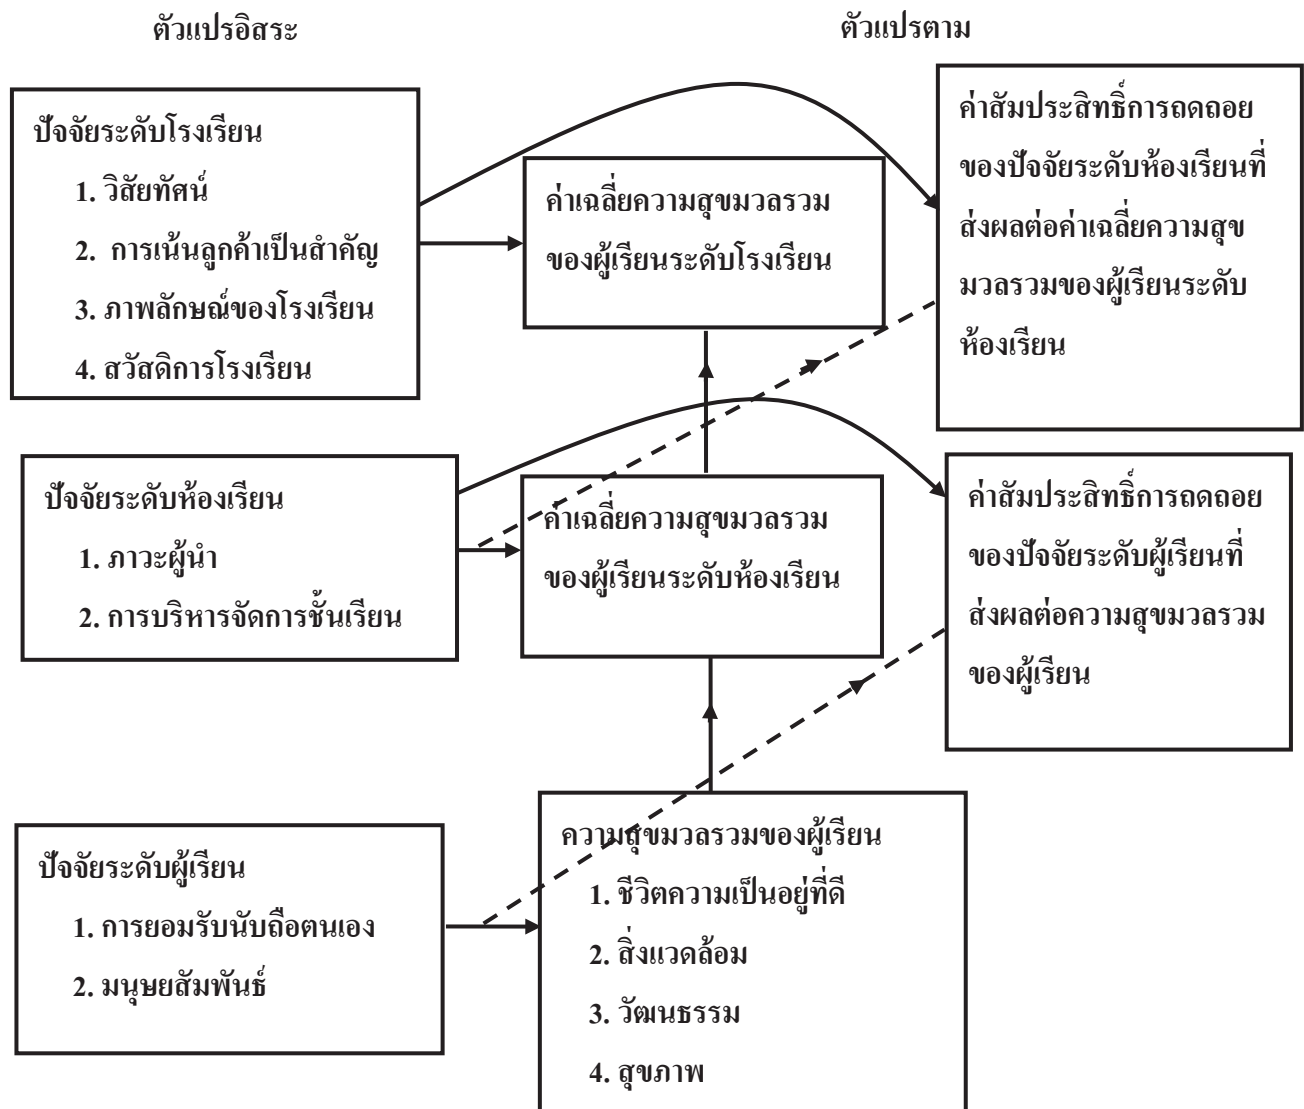 ตัวแปรอิสระ
ตัวแปรตาม
ปัจจัยระดับโรงเรียน
1. วิสัยทัศน์
2. การเน้นลูกค้าเป็นสำคัญ
3. ภาพลักษณ์ของโรงเรียน
4. สวัสดิการโรงเรียน
ค่าเฉลี่ยความสุขมวลรวม
ของผู้เรียนระดับโรงเรียน
ค่าสัมประสิทธิ์การถดถอย
ของปัจจัยระดับห้องเรียนที่
ส่งผลต่อค่าเฉลี่ยความสุข
มวลรวมของผู้เรียนระดับ
ห้องเรียน
ปัจจัยระดับห้องเรียน
1. ภาวะผู้นำ
2. การบริหารจัดการชั้นเรียน
ค่าเฉลี่ยความสุขมวลรวม
ของผู้เรียนระดับห้องเรียน
ค่าสัมประสิทธิ์การถดถอย
ของปัจจัยระดับผู้เรียนที่
ส่งผลต่อความสุขมวลรวม
ของผู้เรียน
ปัจจัยระดับผู้เรียน
1. การยอมรับนับถือตนเอง
2. มนุษยสัมพันธ์
ความสุขมวลรวมของผู้เรียน
1. ชีวิตความเป็นอยู่ที่ดี
2. สิ่งแวดล้อม
3. วัฒนธรรม
4. สุขภาพ